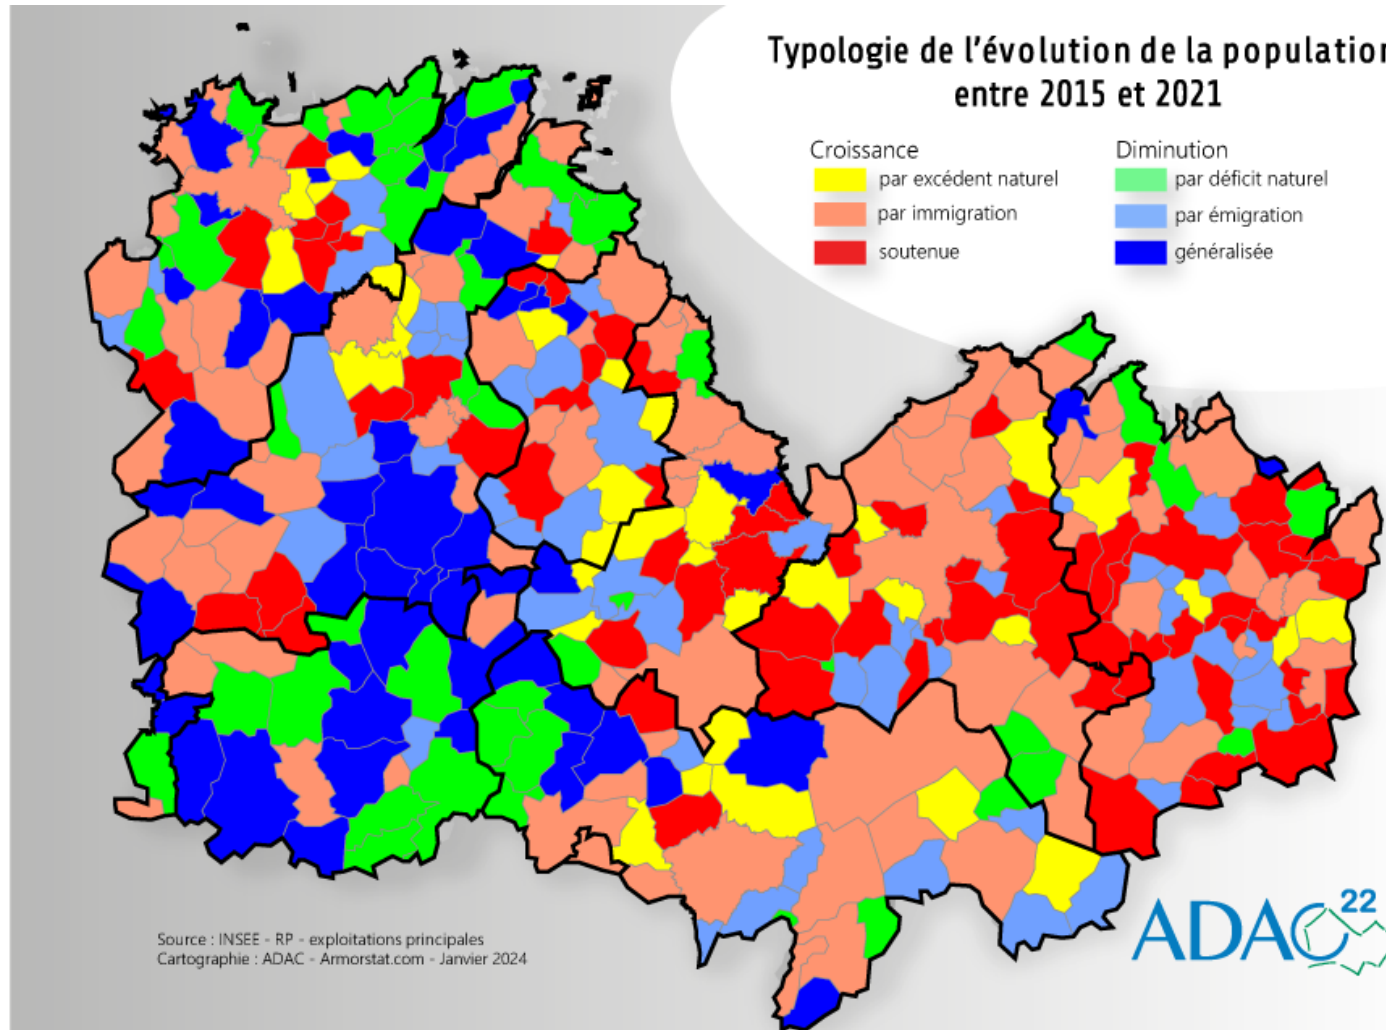 Typologie de l'évolution de la population
entre 2015 et 2021
Croissance
par excédent naturel
par immigration
soutenue
Diminution
par déficit naturel
par émigration
généralisée
Source : INSEE - RP - exploitations principales
Cartographie : ADAC - Armorstat.com - Janvier 2024
ADAC 22